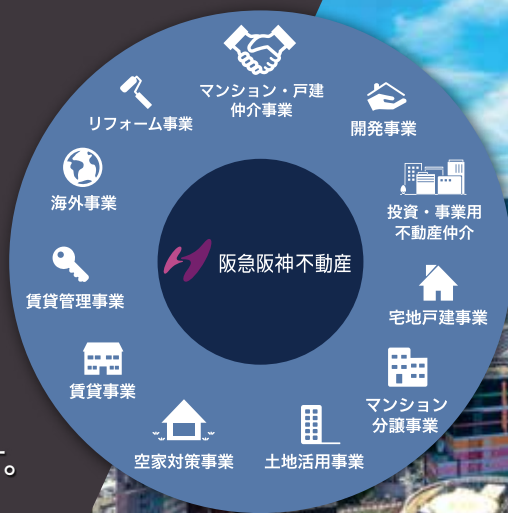 マンション・戸建
仲介事業
開発事業
投資・事業用
不動産仲介
宅地戸建事業
マンション
分譲事業
土地活用事業
空家対策事業
賃貸事業
賃貸管理事業
海外事業
リフォーム事業
阪急阪神不動産
。